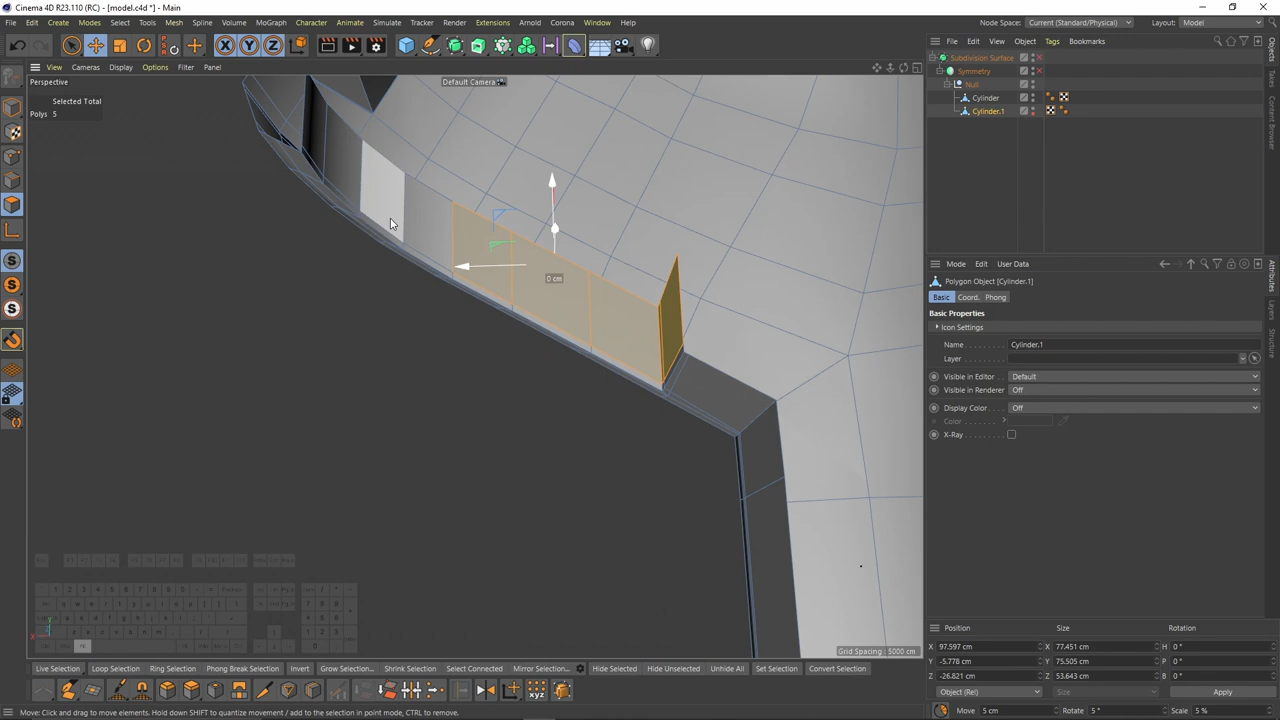 Cinema 4D R23.110 (RC) - [model.c4d *] - Main
File Edit Create Modes Select Tools Mesh Spline Volume MoGraph Character Animate Simulate Tracker Render Extensions Arnold Corona Window Help
Node Space: Current (Standard/Physical) Layout: Model
X Y Z
File Edit View Object Tags Bookmarks
View Cameras Display Options Filter Panel
Perspective
Default Camera
Selected Total
Polys 5
Subdivision Surface
Symmetry
Null
Cylinder
Cylinder.1
Objects
Takes
Content Browser
0 cm
Mode Edit User Data
Polygon Object [Cylinder.1]
Basic Coord. Phong
Basic Properties
Icon Settings
Name Cylinder.1
Layer
Visible in Editor Default
Visible in Renderer Off
Display Color Off
Color
X-Ray
Attributes
Layers
Structure
Grid Spacing : 5000 cm
Position Size Rotation
X 97.597 cm X 77.451 cm H 0 °
Y -5.778 cm Y 75.505 cm P 0 °
Z -26.821 cm Z 53.643 cm B 0 °
Object (Rel) Size Apply
Move 5 cm Rotate 5 ° Scale 5 %
Live Selection Loop Selection Ring Selection Phong Break Selection Invert Grow Selection... Shrink Selection Select Connected Mirror Selection... Hide Selected Hide Unselected Unhide All Set Selection Convert Selection
Move: Click and drag to move elements. Hold down SHIFT to quantize movement / add to the selection in point mode, CTRL to remove.